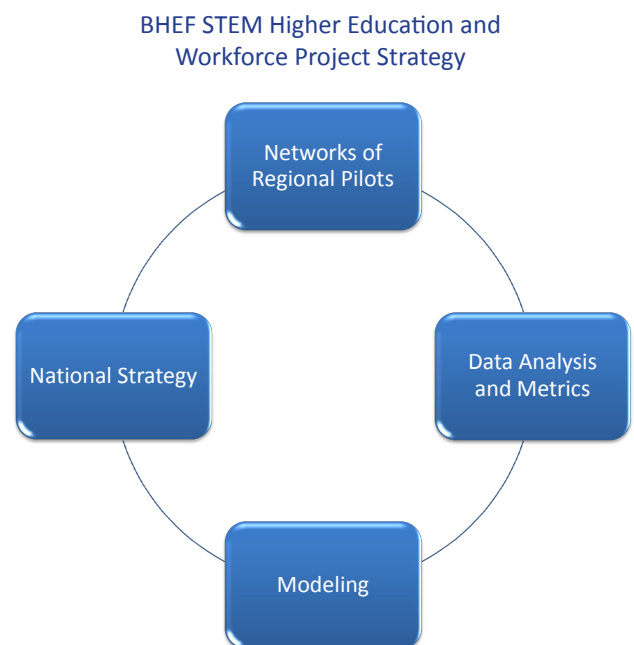 BHEF STEM Higher Education and
Workforce Project Strategy
Networks of
Regional Pilots
National Strategy
Data Analysis
and Metrics
Modeling